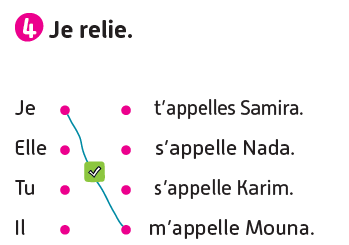 4 Je relie.
Je t'appelles Samira.
Elle s'appelle Nada.
Tu s'appelle Karim.
Il m'appelle Mouna.